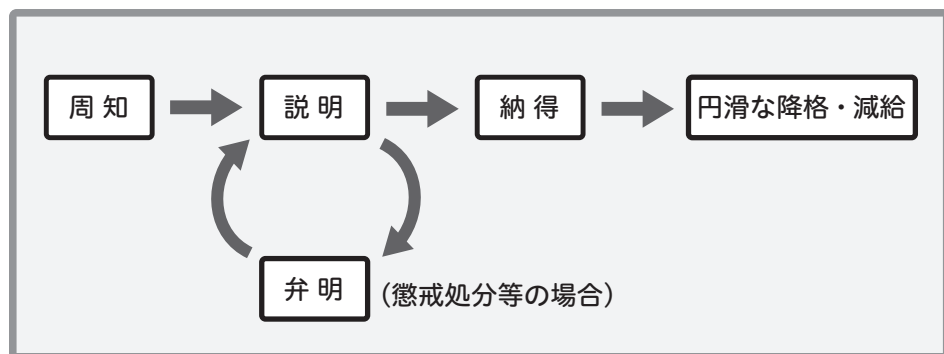 周知
説明
納得
円滑な降格・減給
弁明
(懲戒処分等の場合)